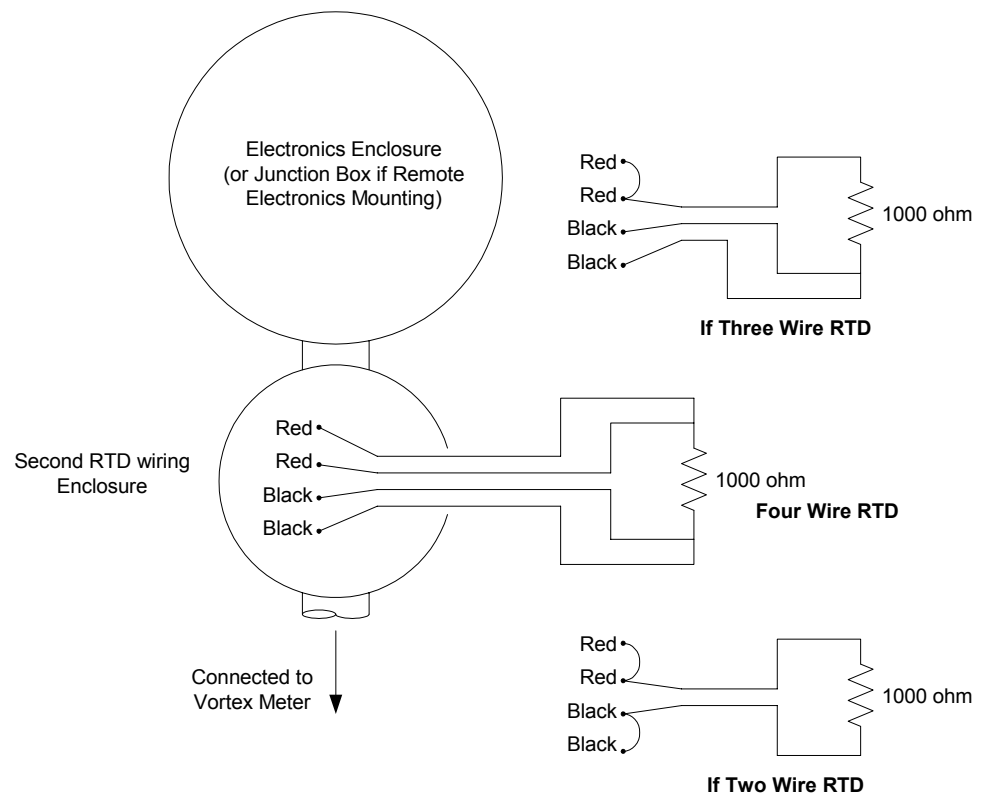 Electronics Enclosure
(or Junction Box if Remote
Electronics Mounting)
Red
Red
Black
Black
1000 ohm
If Three Wire RTD
Second RTD wiring
Enclosure
Red
Red
Black
Black
1000 ohm
Four Wire RTD
Connected to
Vortex Meter
Red
Red
Black
Black
1000 ohm
If Two Wire RTD